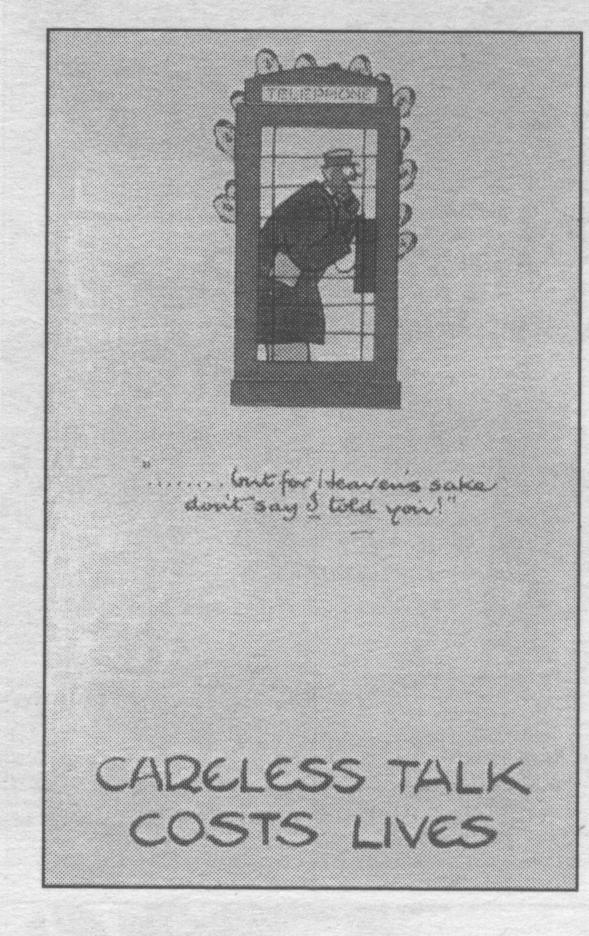 TELEPHONE
"........ but for Heaven's sake
don't say I told you!"
CARELESS TALK
COSTS LIVES